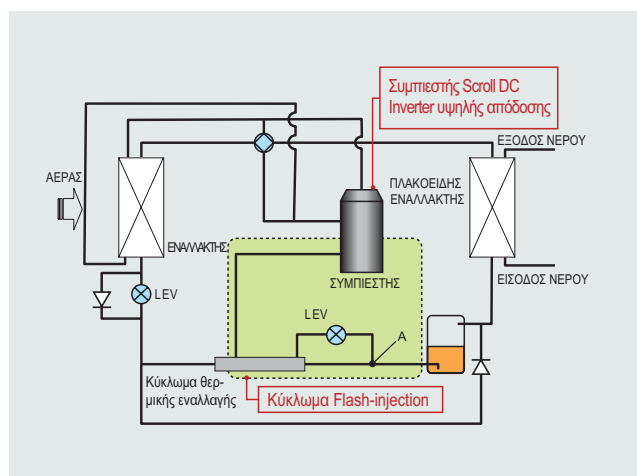 Συμπιεστής Scroll DC
Inverter υψηλής απόδοσης
ΕΞΟΔΟΣ ΝΕΡΟΥ
ΑΕΡΑΣ
ΠΛΑΚΟΕΙΔΗΣ
ΕΝΑΛΛΑΚΤΗΣ
ΕΝΑΛΛΑΚΤΗΣ
ΣΥΜΠΙΕΣΤΗΣ
ΕΙΣΟΔΟΣ ΝΕΡΟΥ
LEV
LEV
A
Κύκλωμα θερ-
μικής εναλλαγής
Κύκλωμα Flash-injection